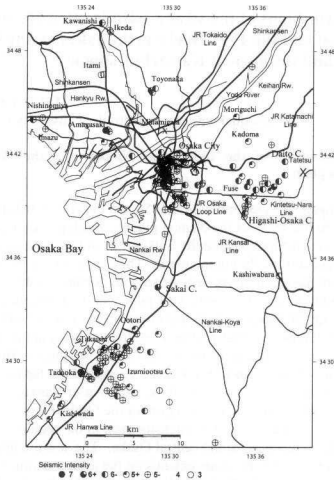 135 24
135 30
135 36
Kawanishi
Ikeda
JR Tokaido
Line
Shinkansen
34 48
34 48
Itami
Shinkansen
Toyonaka
Keihan Rw.
Yodo River
Hankyu Rw.
Nishinomiya
Moriguchi
JR Katamachi
Line
Amagasaki
Minamikata
Kadoma
Imazu
Osaka City
34 42
Daito C.
34 42
Tatetsu
Fuse
JR Osaka
Loop Line
Kintetsu-Nara
Line
Higashi-Osaka C.
Osaka Bay
Nankai Rw.
JR Kansai
Line
34 36
34 36
Kashiwabara
Sakai C.
Nankai-Koya
Line
Ootori
Takaishi C.
34 30
Tadaoka
Izumiootsu C.
34 30
Kishiwada
JR Hanwa Line
0 5 10
km
135 24
135 30
135 36
Seismic Intensity
7 6+ 6- 5+ 5- 4 3